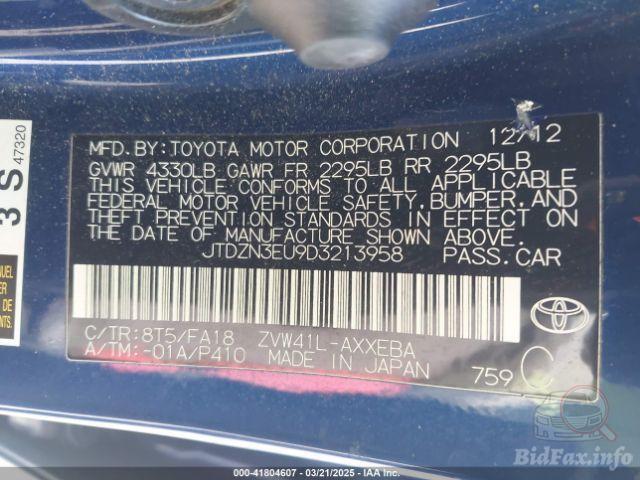 MFD. BY: TOYOTA MOTOR CORPORATION 12/12
GVWR 4330LB GAWR FR 2295LB RR 2295LB
THIS VEHICLE CONFORMS TO ALL APPLICABLE
FEDERAL MOTOR VEHICLE SAFETY, BUMPER, AND
THEFT PREVENTION STANDARDS IN EFFECT ON
THE DATE OF MANUFACTURE SHOWN ABOVE.
JTDZN3EU9D3213958 PASS. CAR
C/TR: 8T5/FA18 ZVW41L-AXXEBA
A/TM: -01A/P410 MADE IN JAPAN
759 C
3 S
47320
NUEL
DE
NTS.
000-41804607 - 03/21/2025 - IAA Inc.
BidFax.info